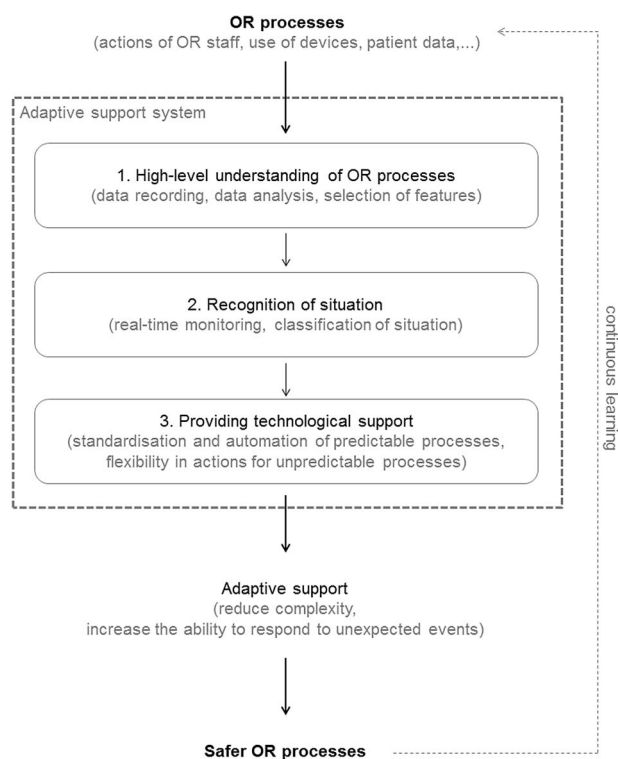 OR processes
(actions of OR staff, use of devices, patient data,...)
Adaptive support system
1. High-level understanding of OR processes
(data recording, data analysis, selection of features)
2. Recognition of situation
(real-time monitoring, classification of situation)
3. Providing technological support
(standardisation and automation of predictable processes,
flexibility in actions for unpredictable processes)
continuous learning
Adaptive support
(reduce complexity,
increase the ability to respond to unexpected events)
Safer OR processes